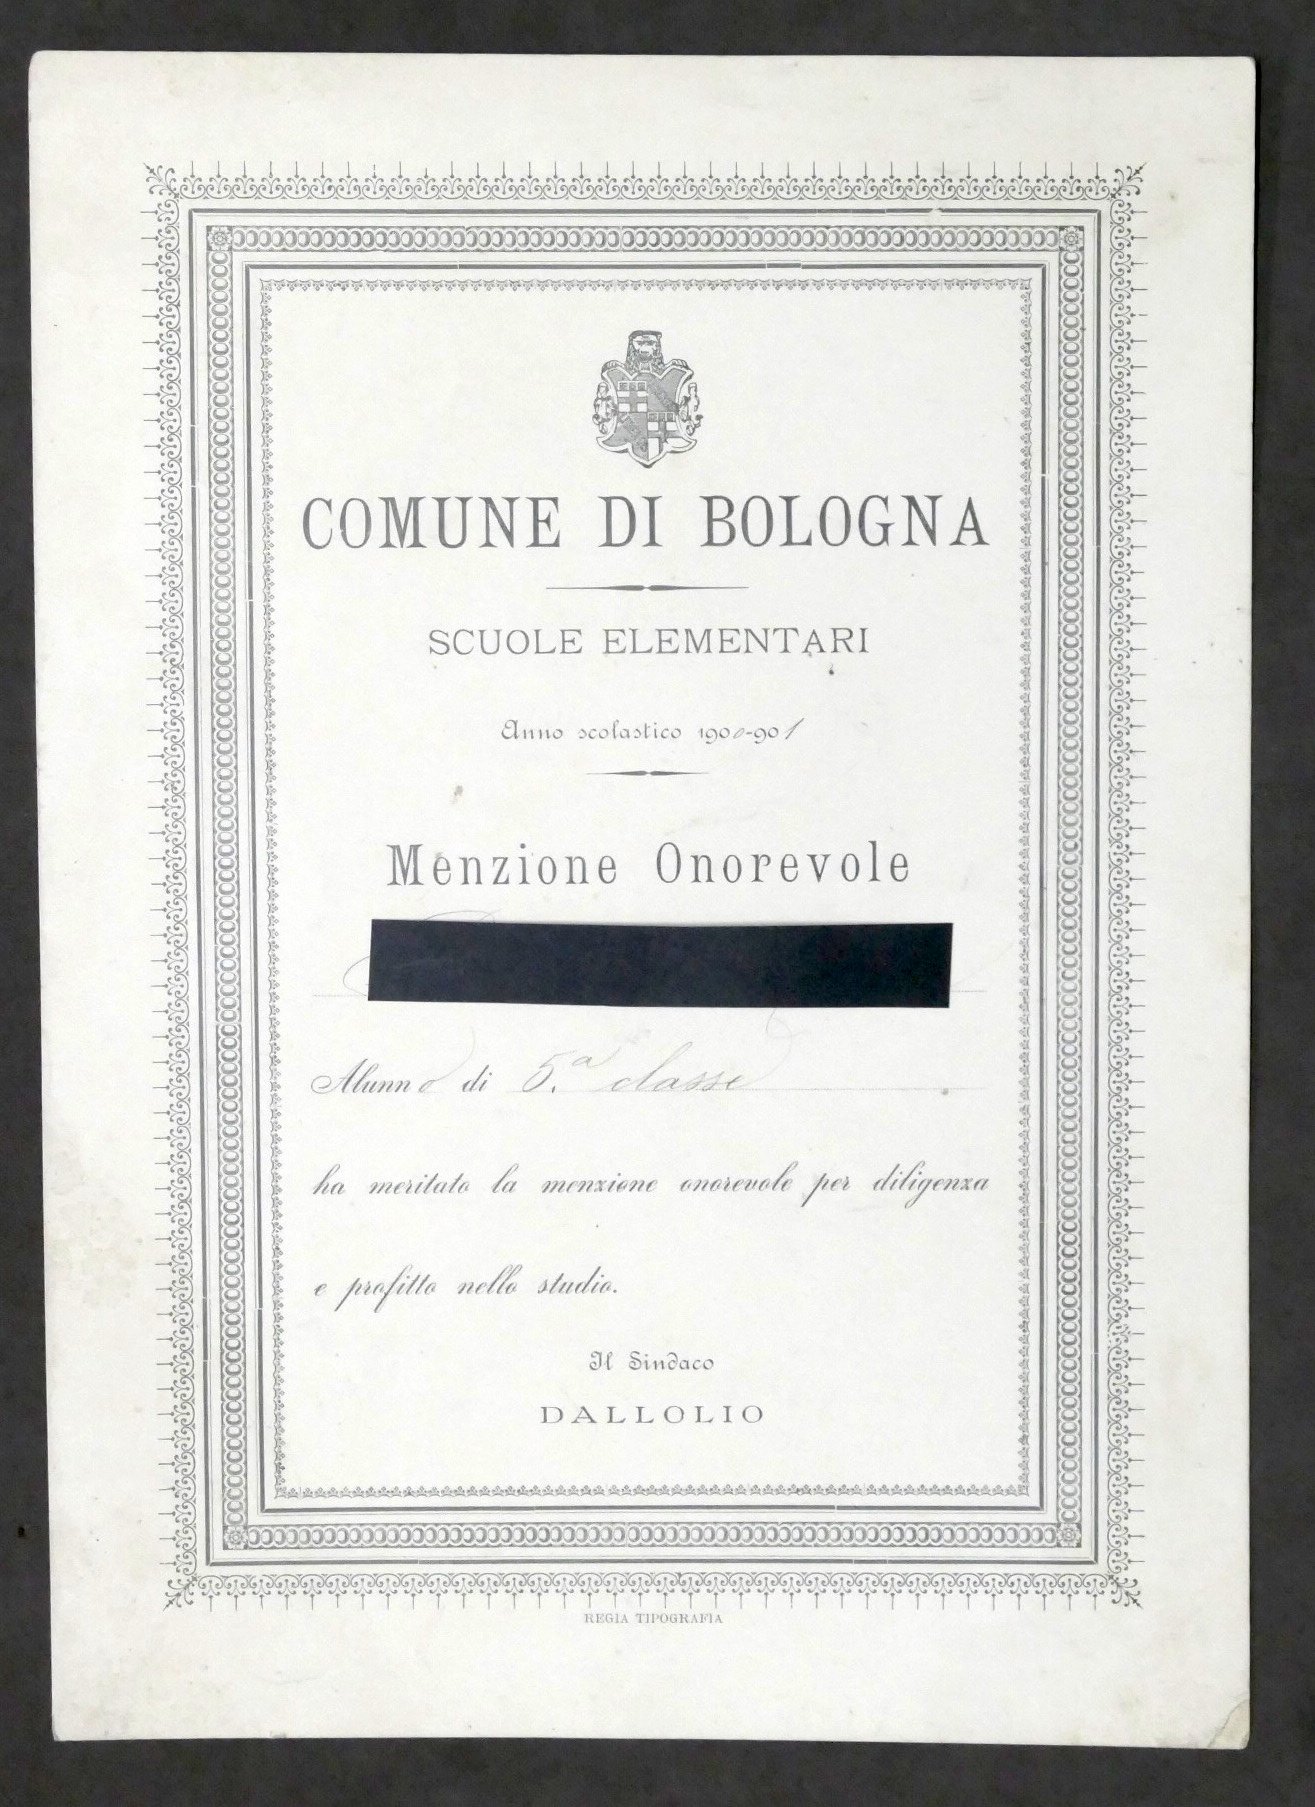 COMUNE DI BOLOGNA
SCUOLE ELEMENTARI
Anno scolastico 1900-901
Menzione Onorevole
Alunno di 5.a classe
ha meritato la menzione onorevole per diligenza
e profitto nello studio.
Il Sindaco
DALLOLIO
REGIA TIPOGRAFIA